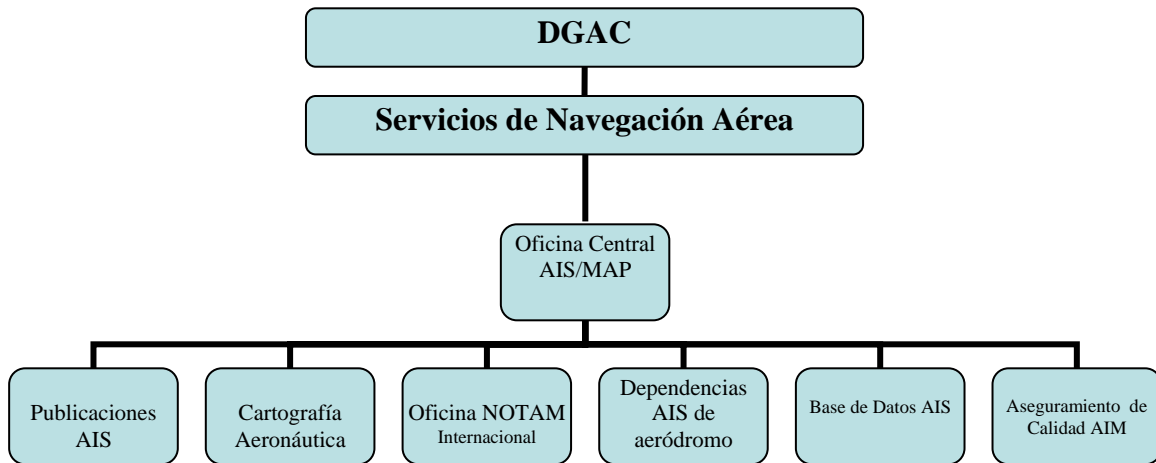 DGAC
Servicios de Navegación Aérea
Oficina Central
AIS/MAP
Publicaciones
AIS
Cartografía
Aeronáutica
Oficina NOTAM
Internacional
Dependencias
AIS de
aeródromo
Base de Datos AIS
Aseguramiento de
Calidad AIM